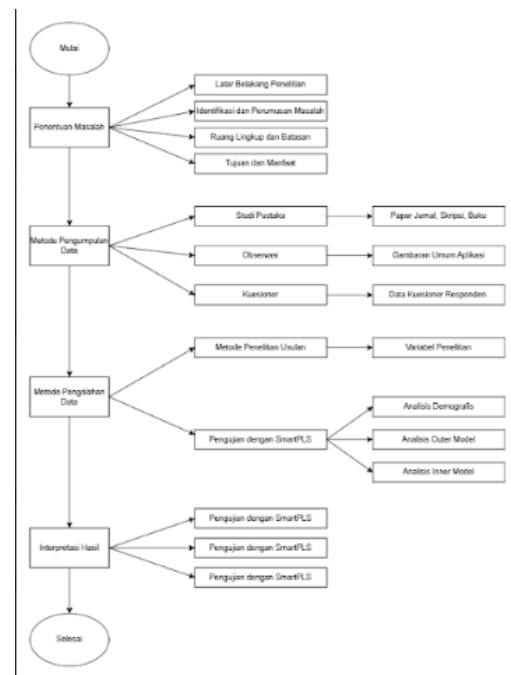 Mulai
Latar Belakang Penelitian
Identifikasi dan Perumusan Masalah
Penentuan Masalah
Ruang Lingkup dan Batasan
Tujuan dan Manfaat
Studi Pustaka
Paper Jurnal, Skripsi, Buku
Metode Pengumpulan
Data
Observasi
Gambaran Umum Aplikasi
Kuesioner
Data Kuesioner Responden
Metode Penelitian Usulan
Variabel Penelitian
Metode Pengolahan
Data
Analisis Demografis
Pengujian dengan SmartPLS
Analisis Outer Model
Analisis Inner Model
Pengujian dengan SmartPLS
Interpretasi Hasil
Pengujian dengan SmartPLS
Pengujian dengan SmartPLS
Selesai